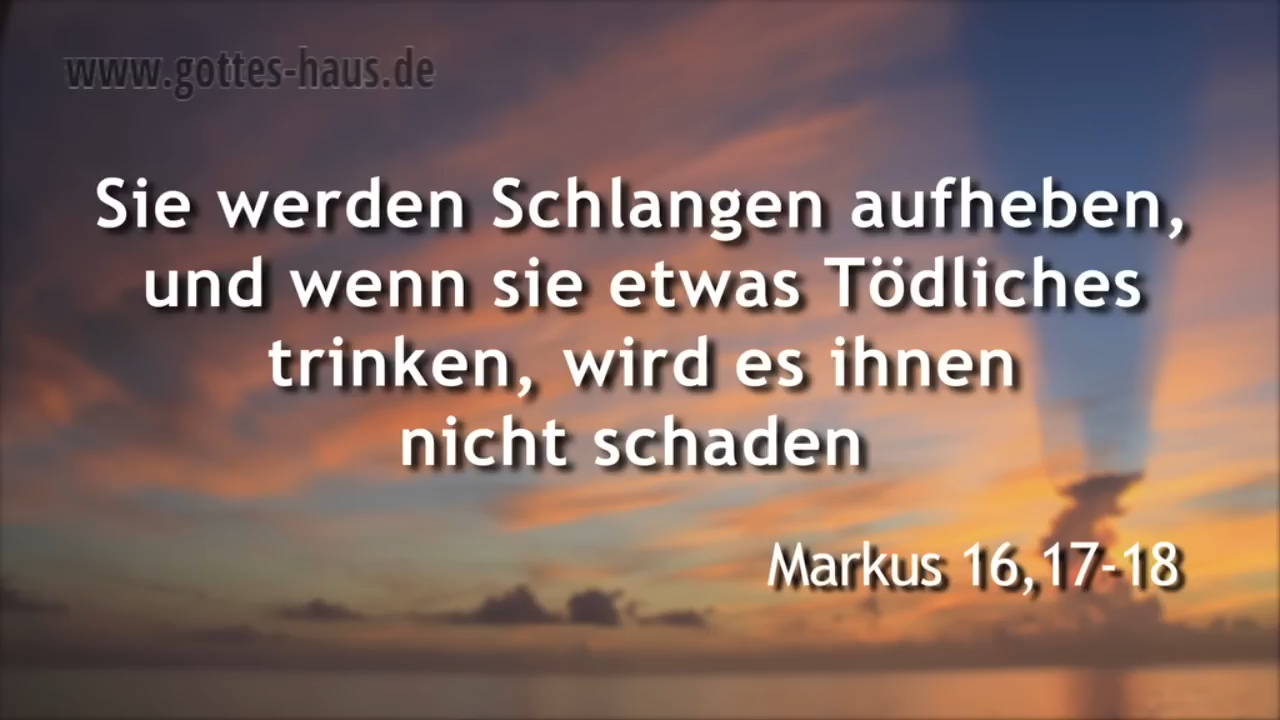 www.gottes-haus.de
Sie werden Schlangen aufheben,
und wenn sie etwas Tödliches
trinken, wird es ihnen
nicht schaden
Markus 16,17-18